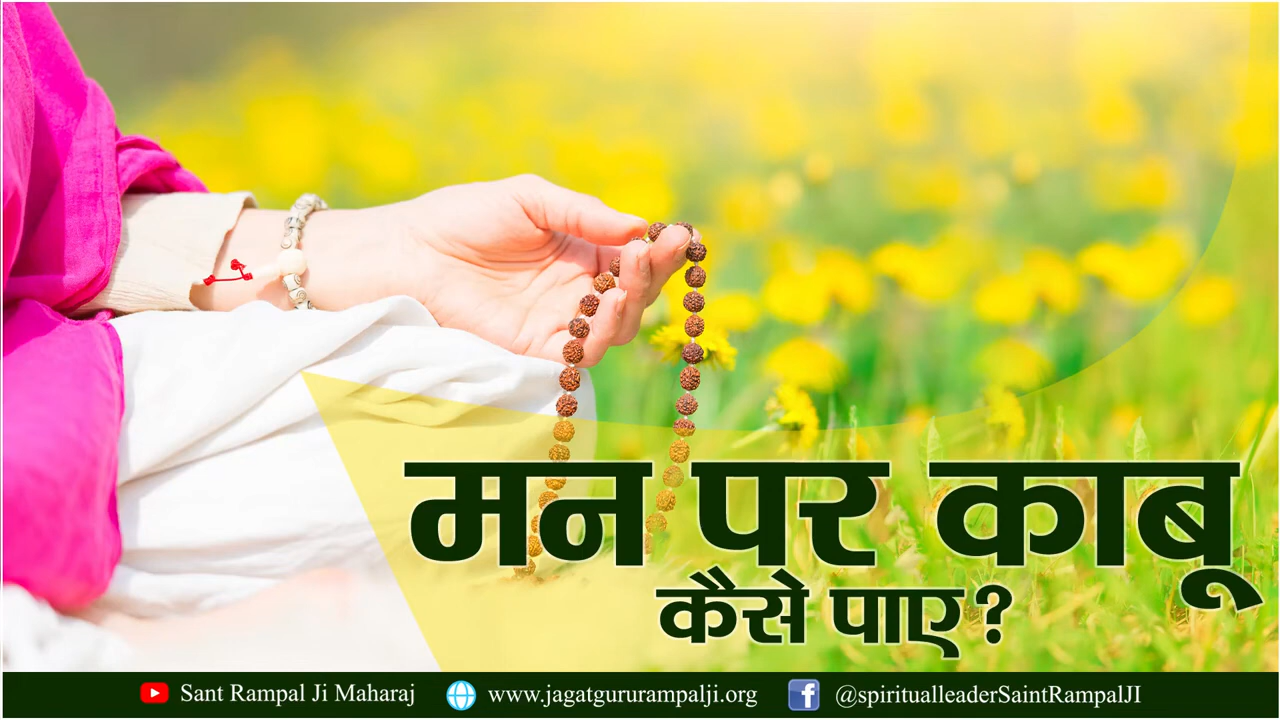 मन पर काबू
कैसे पाए?
Sant Rampal Ji Maharaj www.jagatgururampalji.org @spiritualleaderSaintRampalJI